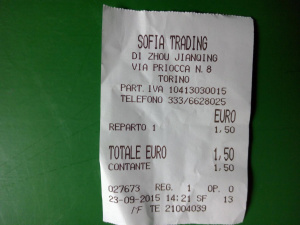 SOFIA TRADING
DI ZHOU JIANQING
VIA PRIOCCA N.8
TORINO
PART.IVA 10413030015
TELEFONO 333/6628025
EURO
REPARTO 1 1,50
TOTALE EURO 1,50
CONTANTE 1,50
027673 REG. 1 OP. 0
23-09-2015 14:21 SF 13
/F TE 21004039